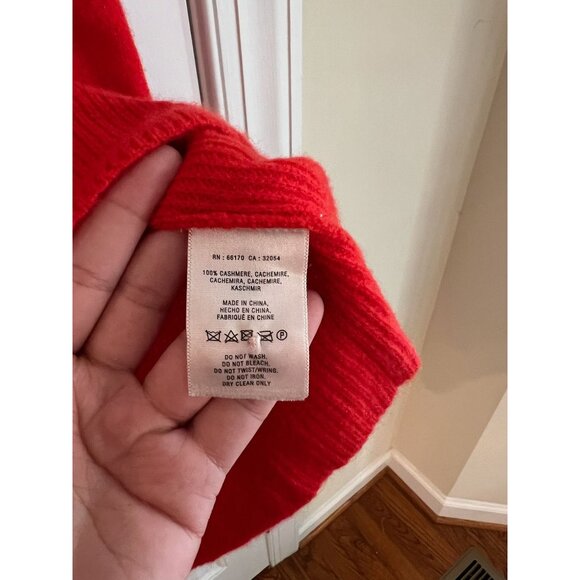 RN : 66170 CA : 32054
100% CASHMERE, CACHEMIRE,
CACHEMIRA, CACHEMIRE,
KASCHMIR
MADE IN CHINA,
HECHO EN CHINA.
FABRIQUÉ EN CHINE
P
DO NOT WASH.
DO NOT BLEACH.
DO NOT TWIST/WRING.
DO NOT IRON.
DRY CLEAN ONLY